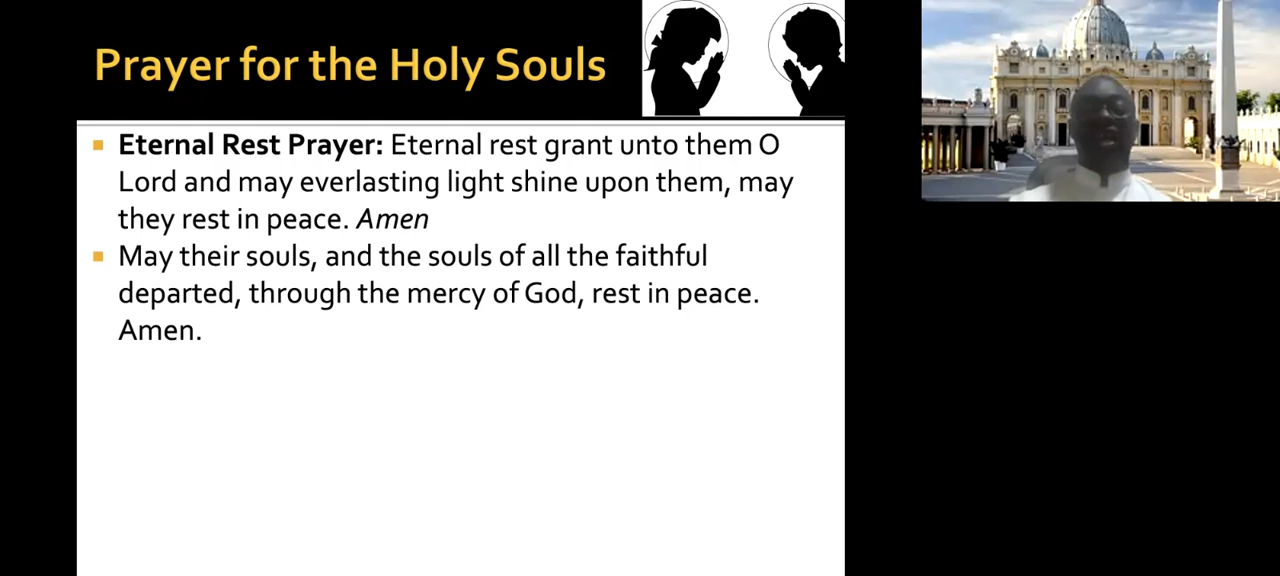 Prayer for the Holy Souls
Eternal Rest Prayer: Eternal rest grant unto them O
Lord and may everlasting light shine upon them, may
they rest in peace. Amen
May their souls, and the souls of all the faithful
departed, through the mercy of God, rest in peace.
Amen.